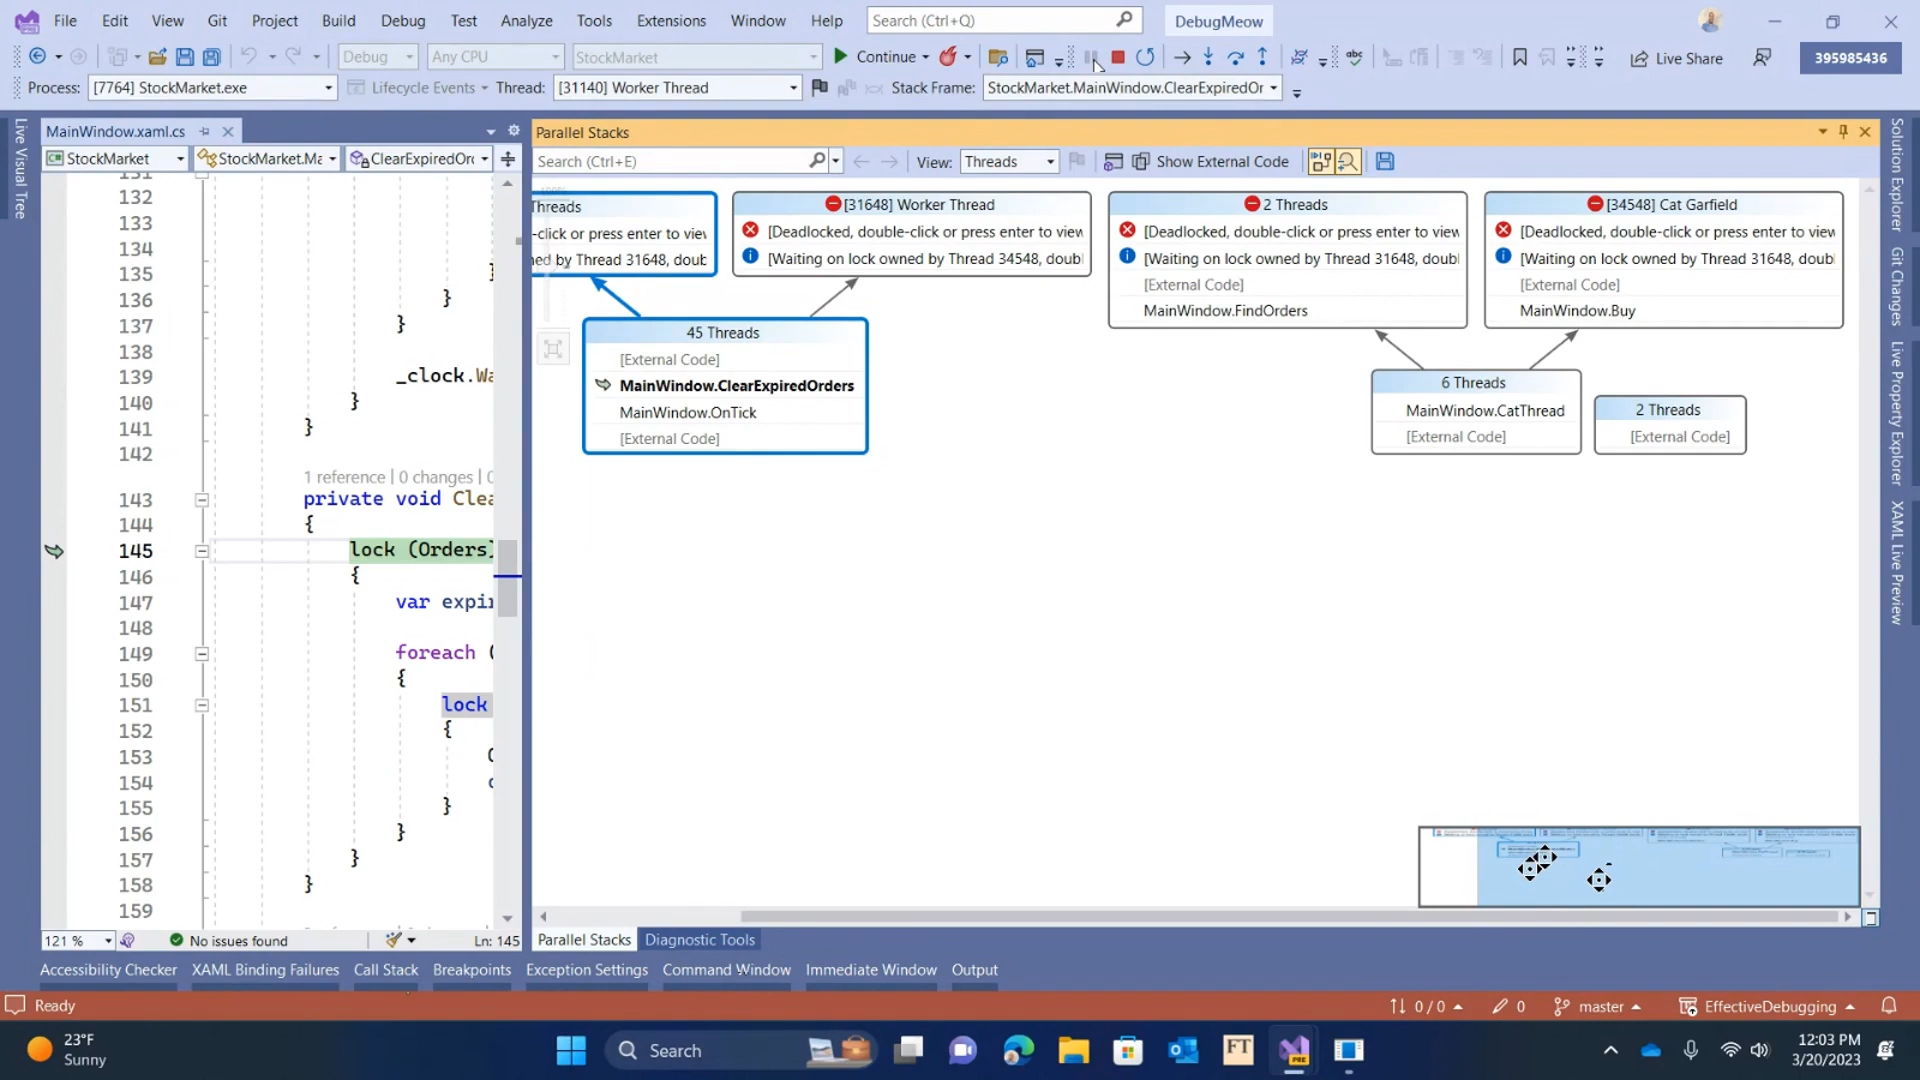 File Edit View Git Project Build Debug Test Analyze Tools Extensions Window Help Search (Ctrl+Q) DebugMeow
Debug Any CPU StockMarket Continue Live Share 395985436
Process: [7764] StockMarket.exe Lifecycle Events Thread: [31140] Worker Thread Stack Frame: StockMarket.MainWindow.ClearExpiredOr
Live Visual Tree
MainWindow.xaml.cs
StockMarket StockMarket.Ma ClearExpiredOrc
131
132
133
134
135 }
136 }
137 }
138
139 _clock.Wa
140 }
141 }
142
1 reference | 0 changes | 0
143 private void Clea
144 {
145 lock (Orders)
146 {
147 var expir
148
149 foreach (
150 {
151 lock
152 {
153
154
155 }
156 }
157 }
158 }
159
121 % No issues found Ln: 145
Parallel Stacks
Search (Ctrl+E) View: Threads Show External Code
Threads
-click or press enter to view
ned by Thread 31648, doub
[31648] Worker Thread
[Deadlocked, double-click or press enter to view
[Waiting on lock owned by Thread 34548, doubl
2 Threads
[Deadlocked, double-click or press enter to view
[Waiting on lock owned by Thread 31648, doubl
[External Code]
MainWindow.FindOrders
[34548] Cat Garfield
[Deadlocked, double-click or press enter to view
[Waiting on lock owned by Thread 31648, doubl
[External Code]
MainWindow.Buy
45 Threads
[External Code]
MainWindow.ClearExpiredOrders
MainWindow.OnTick
[External Code]
6 Threads
MainWindow.CatThread
[External Code]
2 Threads
[External Code]
Parallel Stacks Diagnostic Tools
Solution Explorer
Git Changes
Live Property Explorer
XAML Live Preview
Accessibility Checker XAML Binding Failures Call Stack Breakpoints Exception Settings Command Window Immediate Window Output
Ready 0 / 0 0 master EffectiveDebugging
23°F
Sunny
Search
FT
PRE
12:03 PM
3/20/2023